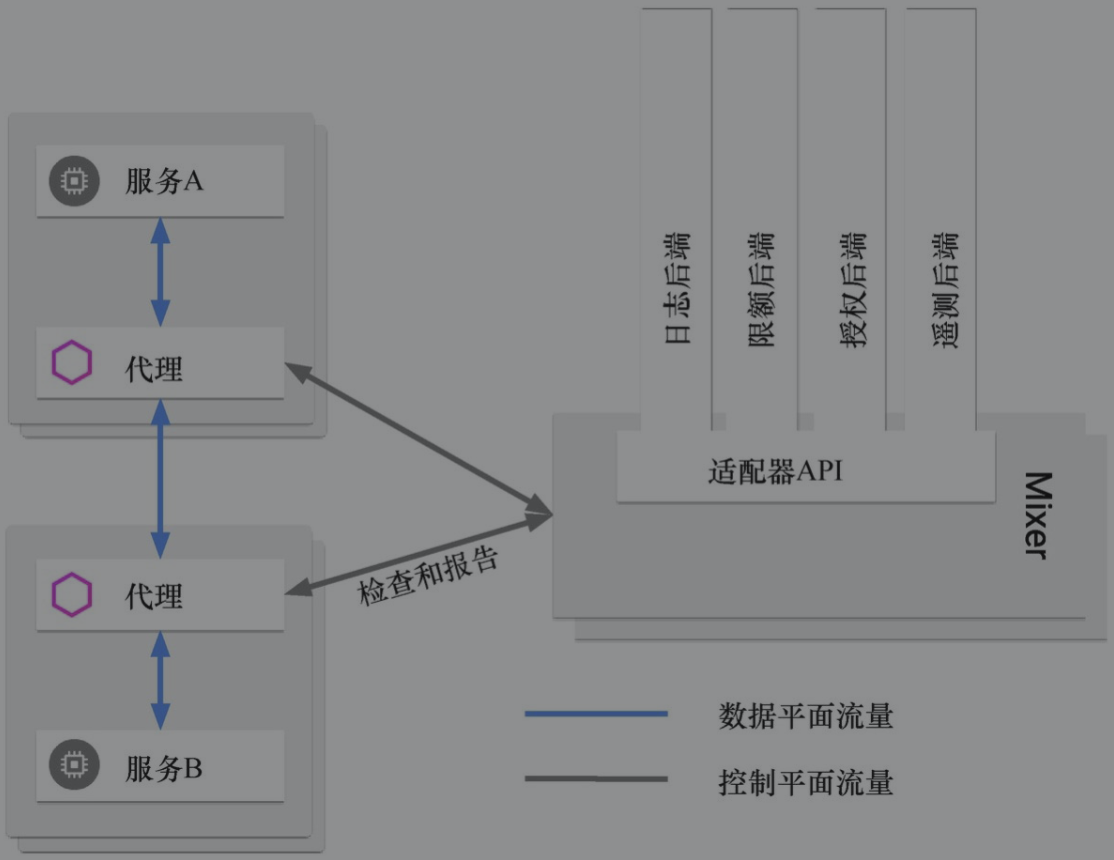 服务A
代理
代理
服务B
检查和报告
日志后端
限额后端
授权后端
遥测后端
适配器API
Mixer
数据平面流量
控制平面流量